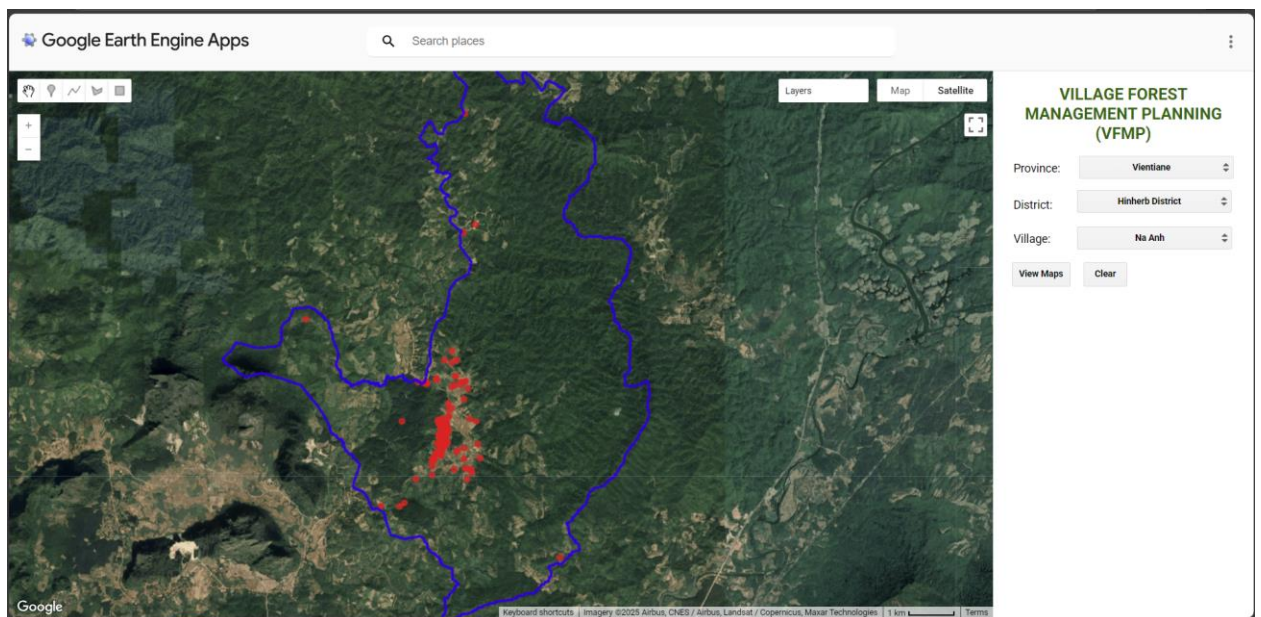 Google Earth Engine Apps
Search places
Layers
Map
Satellite
+
−
VILLAGE FOREST
MANAGEMENT PLANNING
(VFMP)
Province:
Vientiane
District:
Hinherb District
Village:
Na Anh
View Maps
Clear
Google
Keyboard shortcuts
Imagery ©2025 Airbus, CNES / Airbus, Landsat / Copernicus, Maxar Technologies
1 km
Terms